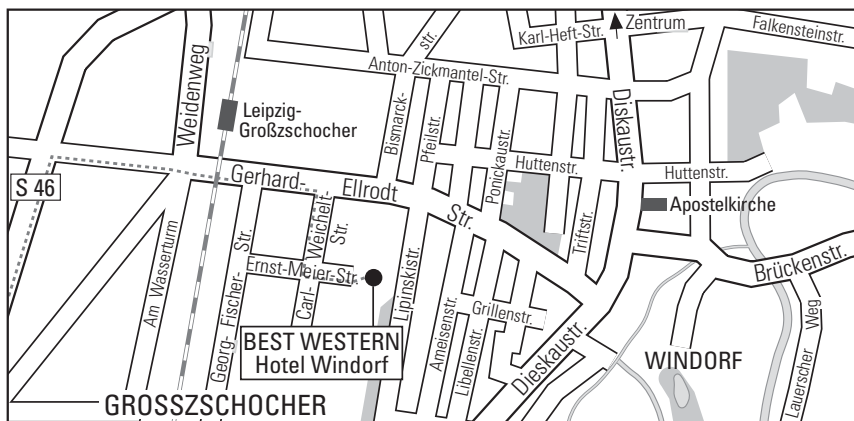 Zentrum
Karl-Heft-Str.
Falkensteinstr.
str.
Anton-Zickmantel-Str.
Weidenweg
Leipzig-
Großzschocher
Bismarck-
Pfeilstr.
Ponickaustr.
Diskaustr.
Huttenstr.
Huttenstr.
S 46
Gerhard-
Ellrodt
Str.
Apostelkirche
Triftstr.
Brückenstr.
Am Wasserturm
Georg- Fischer- Str.
Ernst-Meier-Str.
Carl- Weichelt- Str.
Lipinskistr.
Ameisenstr.
Libellenstr.
Grillenstr.
Dieskaustr.
BEST WESTERN
Hotel Windorf
WINDORF
Lauerscher Weg
GROSSZSCHOCHER